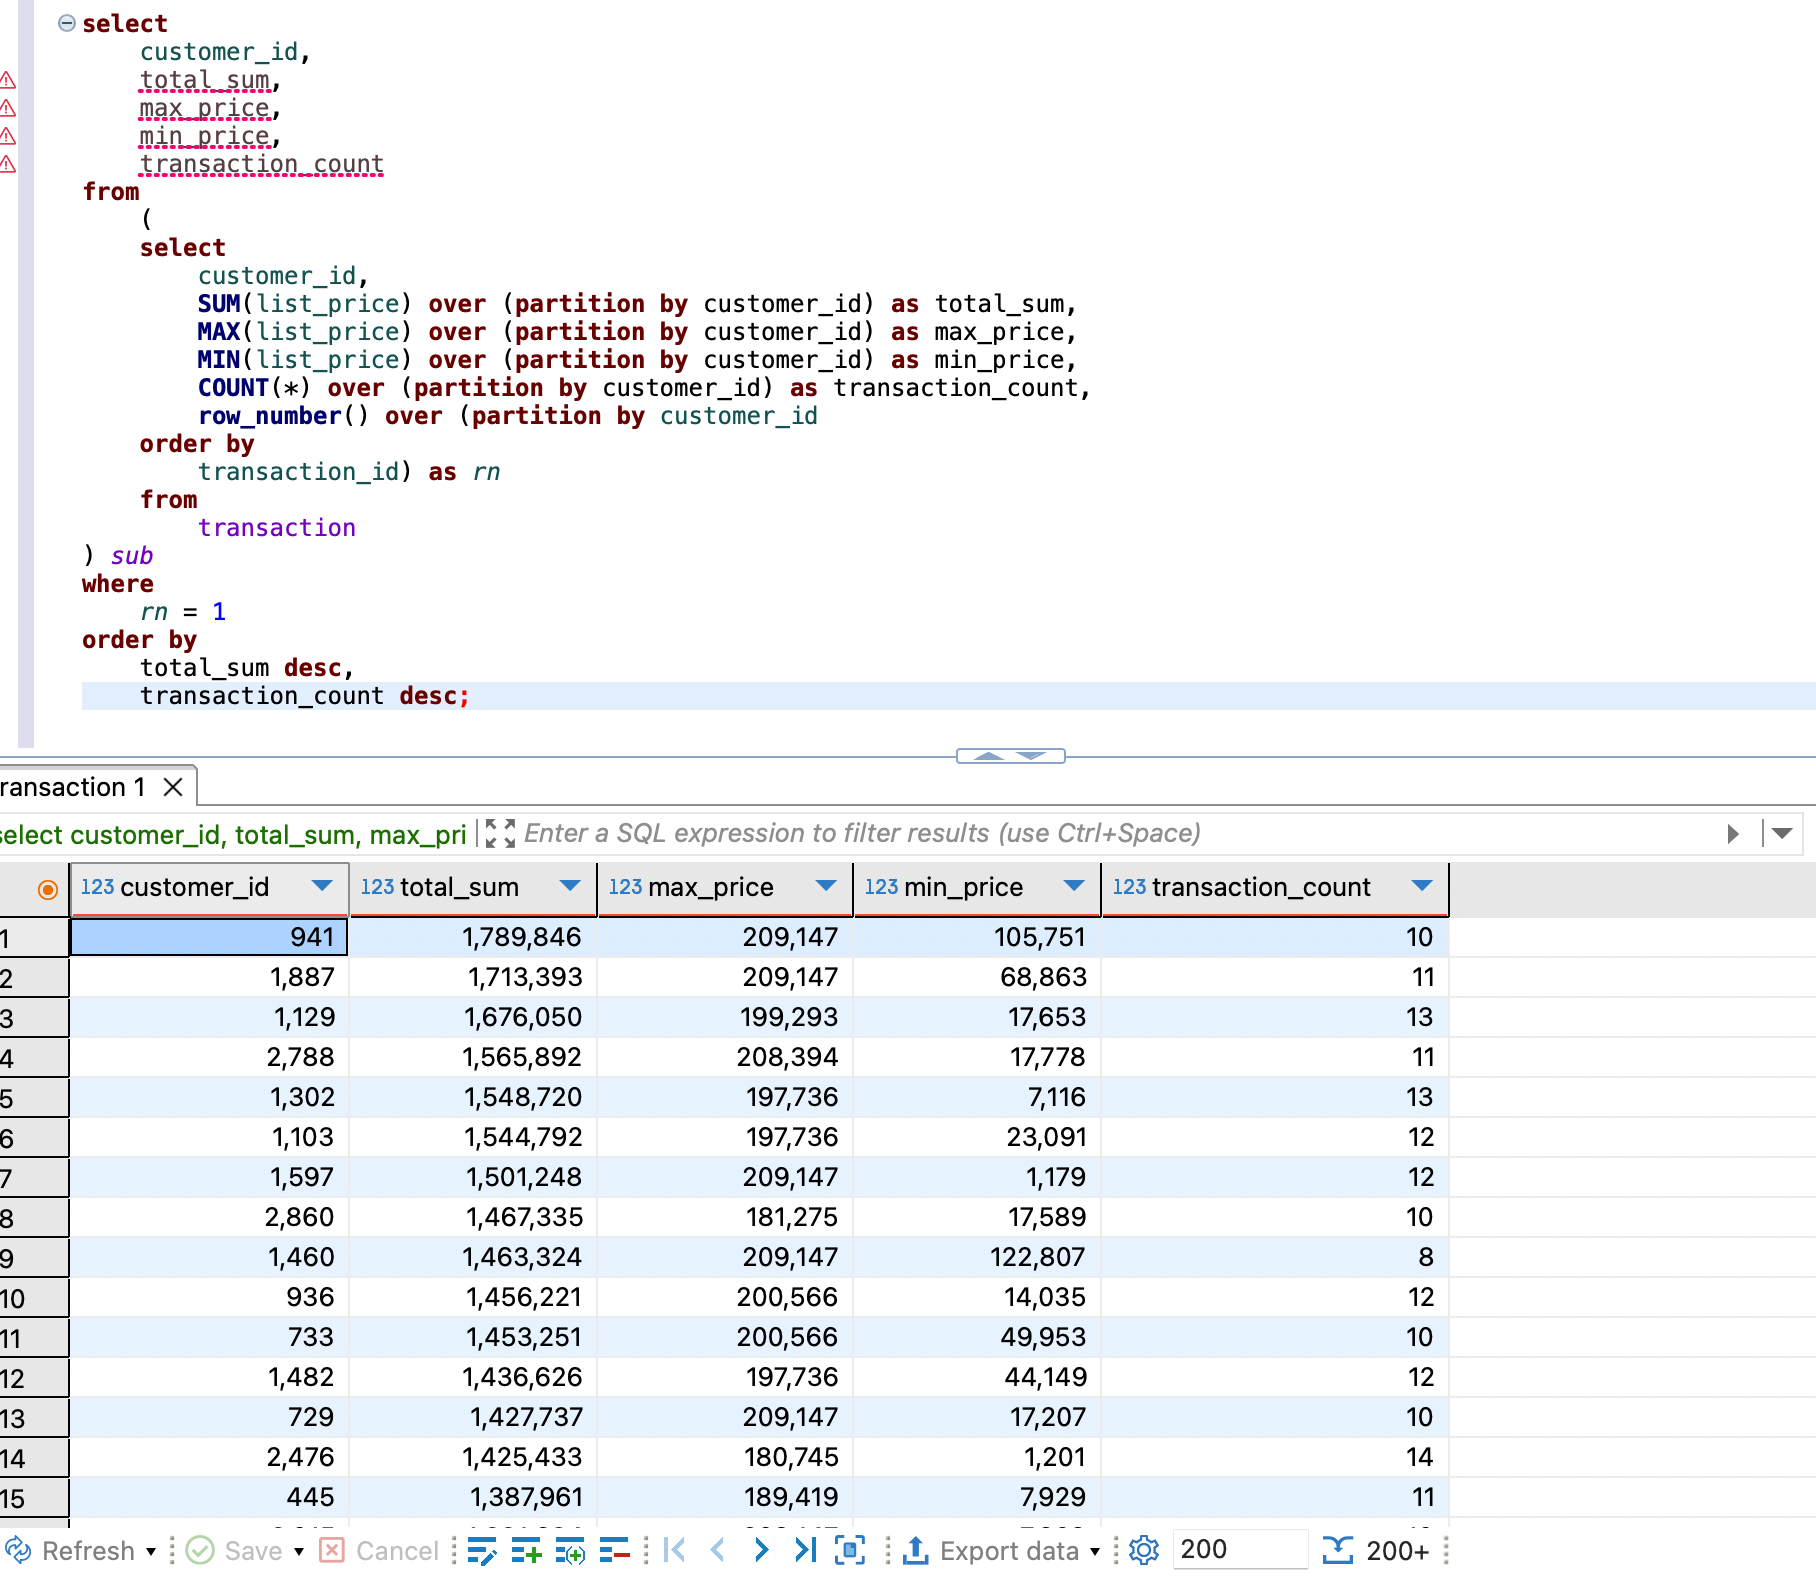 select
customer_id,
total_sum,
max_price,
min_price,
transaction_count
from
(
select
customer_id,
SUM(list_price) over (partition by customer_id) as total_sum,
MAX(list_price) over (partition by customer_id) as max_price,
MIN(list_price) over (partition by customer_id) as min_price,
COUNT(*) over (partition by customer_id) as transaction_count,
row_number() over (partition by customer_id
order by
transaction_id) as rn
from
transaction
) sub
where
rn = 1
order by
total_sum desc,
transaction_count desc;
ransaction 1
select customer_id, total_sum, max_pri Enter a SQL expression to filter results (use Ctrl+Space)
123 customer_id 123 total_sum 123 max_price 123 min_price 123 transaction_count
1 941 1,789,846 209,147 105,751 10
2 1,887 1,713,393 209,147 68,863 11
3 1,129 1,676,050 199,293 17,653 13
4 2,788 1,565,892 208,394 17,778 11
5 1,302 1,548,720 197,736 7,116 13
6 1,103 1,544,792 197,736 23,091 12
7 1,597 1,501,248 209,147 1,179 12
8 2,860 1,467,335 181,275 17,589 10
9 1,460 1,463,324 209,147 122,807 8
10 936 1,456,221 200,566 14,035 12
11 733 1,453,251 200,566 49,953 10
12 1,482 1,436,626 197,736 44,149 12
13 729 1,427,737 209,147 17,207 10
14 2,476 1,425,433 180,745 1,201 14
15 445 1,387,961 189,419 7,929 11
Refresh Save Cancel Export data 200 200+